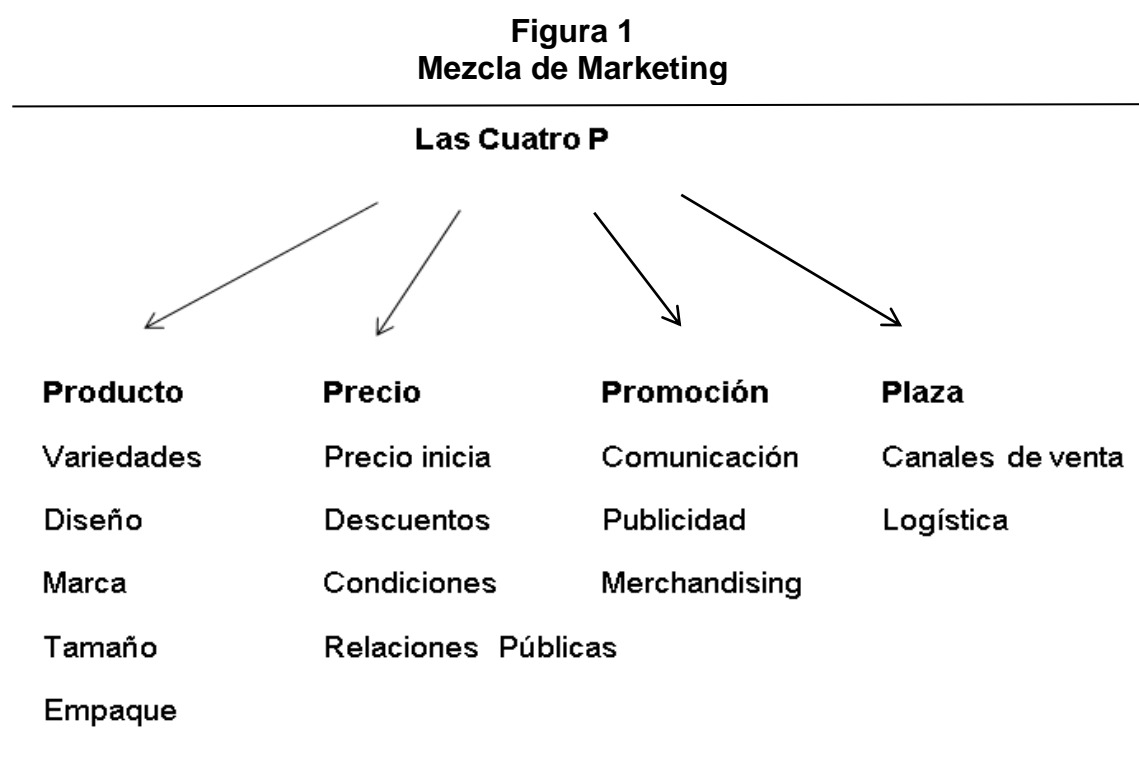 Figura 1
Mezcla de Marketing
Las Cuatro P
Producto Precio Promoción Plaza
Variedades Precio inicia Comunicación Canales de venta
Diseño Descuentos Publicidad Logística
Marca Condiciones Merchandising
Tamaño Relaciones Públicas
Empaque